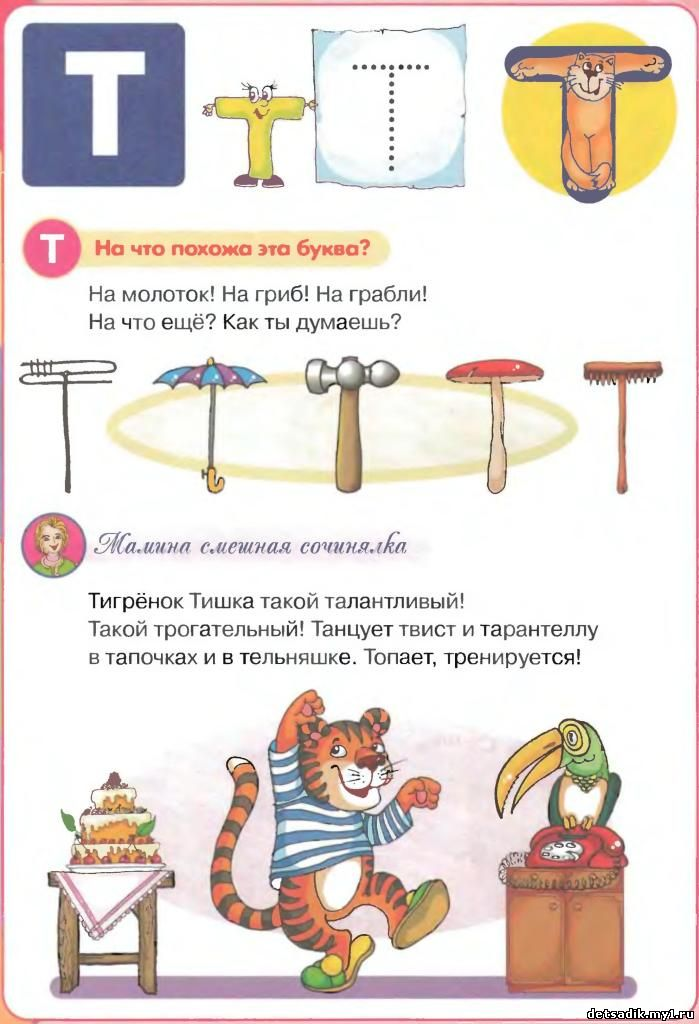 Т
Т
Т
Т
Т На что похожа эта буква?
На молоток! На гриб! На грабли!
На что ещё? Как ты думаешь?
Мамина смешная сочинялка
Тигрёнок Тишка такой талантливый!
Такой трогательный! Танцует твист и тарантеллу
в тапочках и в тельняшке. Топает, тренируется!
detsadik.my1.ru